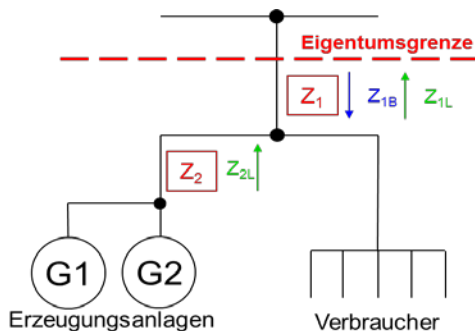 Eigentumsgrenze
Z1 Z1B Z1L
Z2 Z2L
G1 G2
Erzeugungsanlagen Verbraucher